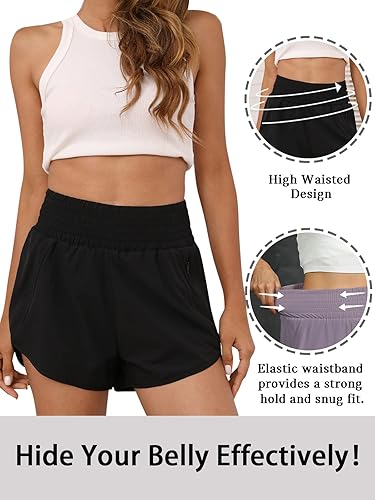 High Waisted
Design
Elastic waistband
provides a strong
hold and snug fit.
Hide Your Belly Effectively!